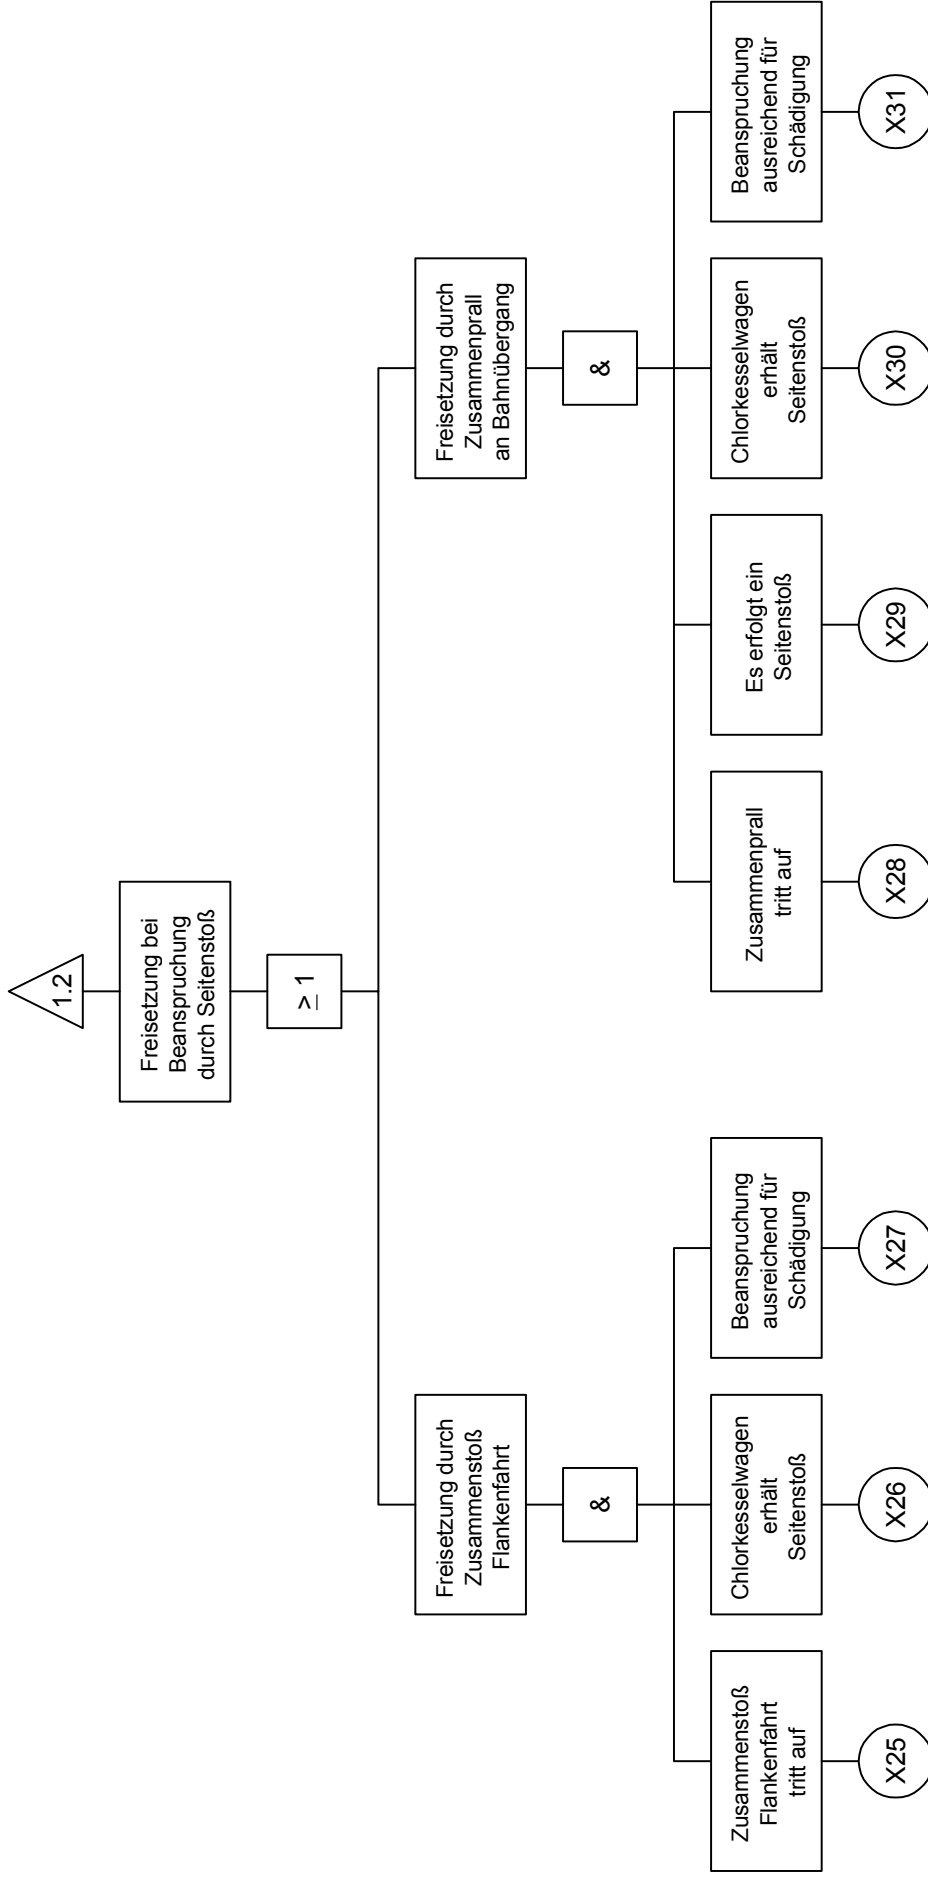 1.2
Freisetzung bei
Beanspruchung
durch Seitenstoß
≥ 1
Freisetzung durch
Zusammenstoß
Flankenfahrt
Freisetzung durch
Zusammenprall
an Bahnübergang
&
&
Zusammenstoß
Flankenfahrt
tritt auf
Chlorkesselwagen
erhält
Seitenstoß
Beanspruchung
ausreichend für
Schädigung
Zusammenprall
tritt auf
Es erfolgt ein
Seitenstoß
Chlorkesselwagen
erhält
Seitenstoß
Beanspruchung
ausreichend für
Schädigung
X25
X26
X27
X28
X29
X30
X31